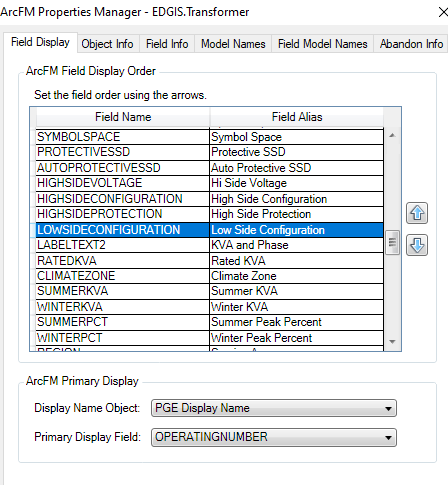 ArcFM Properties Manager - EDGIS.Transformer
Field Display Object Info Field Info Model Names Field Model Names Abandon Info
ArcFM Field Display Order
Set the field order using the arrows.
Field Name Field Alias
SYMBOLSPACE Symbol Space
PROTECTIVESSD Protective SSD
AUTOPROTECTIVESSD Auto Protective SSD
HIGHSIDEVOLTAGE Hi Side Voltage
HIGHSIDECONFIGURATION High Side Configuration
HIGHSIDEPROTECTION High Side Protection
LOWSIDECONFIGURATION Low Side Configuration
LABELTEXT2 KVA and Phase
RATEDKVA Rated KVA
CLIMATEZONE Climate Zone
SUMMERKVA Summer KVA
WINTERKVA Winter KVA
SUMMERPCT Summer Peak Percent
WINTERPCT Winter Peak Percent
REGION
ArcFM Primary Display
Display Name Object: PGE Display Name
Primary Display Field: OPERATINGNUMBER